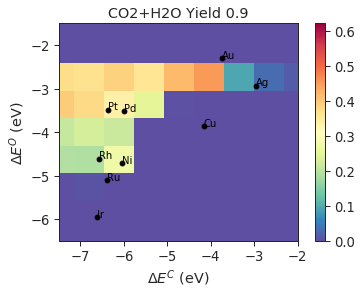 CO2+H2O Yield 0.9
−2
−3
−4
−5
−6
ΔE^O (eV)
Au
Ag
Pt
Pd
Cu
Rh
Ni
Ru
Ir
−7
−6
−5
−4
−3
−2
ΔE^C (eV)
0.6
0.5
0.4
0.3
0.2
0.1
0.0